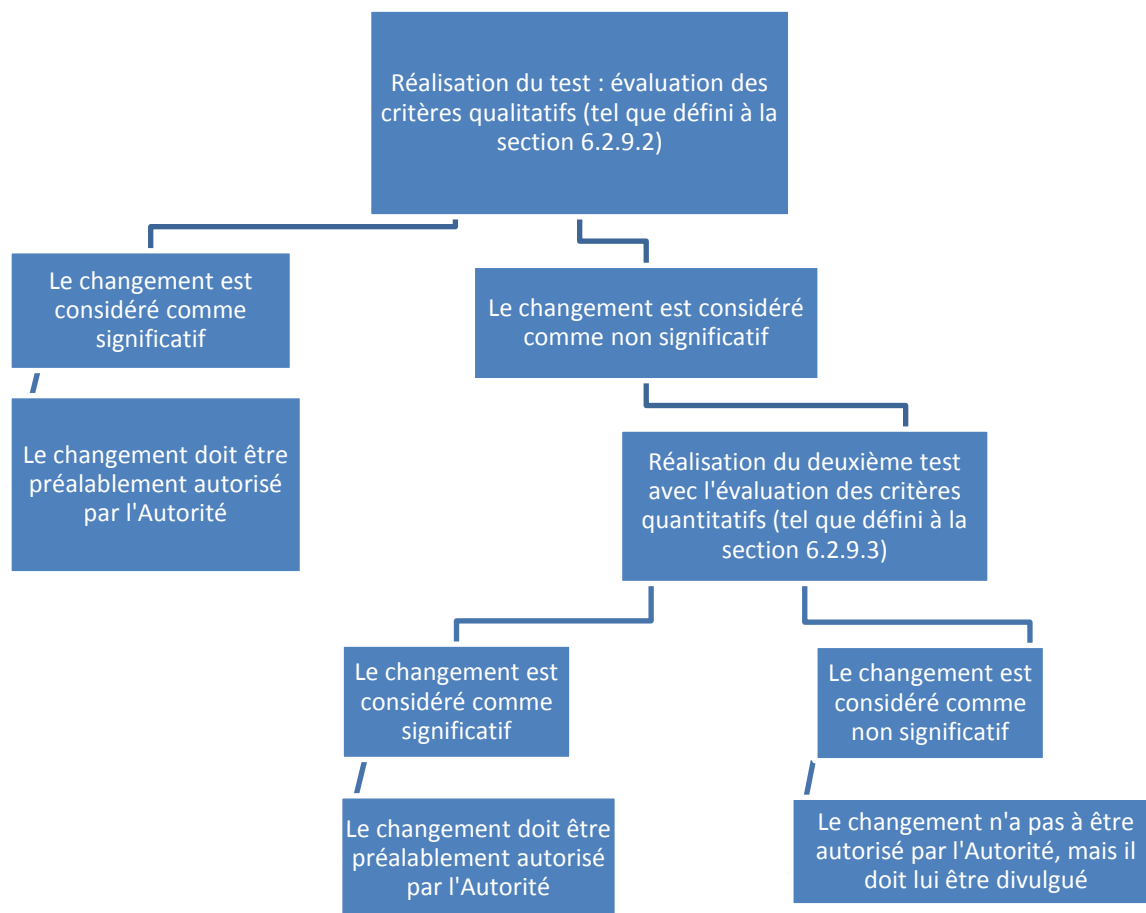 Réalisation du test : évaluation des
critères qualitatifs (tel que défini à la
section 6.2.9.2)
Le changement est
considéré comme
significatif
Le changement est considéré
comme non significatif
Le changement doit être
préalablement autorisé
par l'Autorité
Réalisation du deuxième test
avec l'évaluation des critères
quantitatifs (tel que défini à la
section 6.2.9.3)
Le changement est
considéré comme
significatif
Le changement est
considéré comme
non significatif
Le changement doit être
préalablement autorisé
par l'Autorité
Le changement n'a pas à être
autorisé par l'Autorité, mais il
doit lui être divulgué